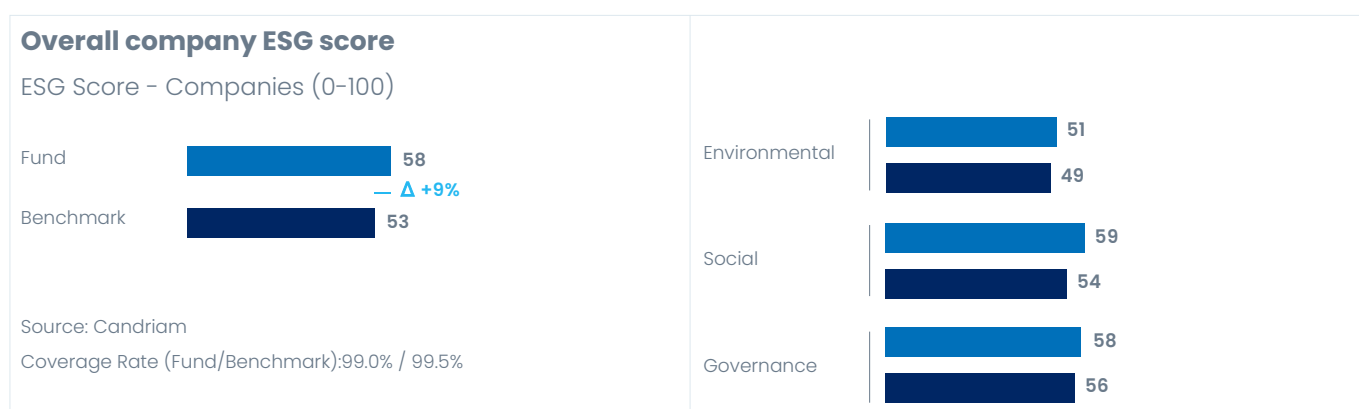 Overall company ESG score
ESG Score - Companies (0-100)
Fund
58
Δ +9%
Benchmark
53
Source: Candriam
Coverage Rate (Fund/Benchmark):99.0% / 99.5%
Environmental
51
49
Social
59
54
Governance
58
56